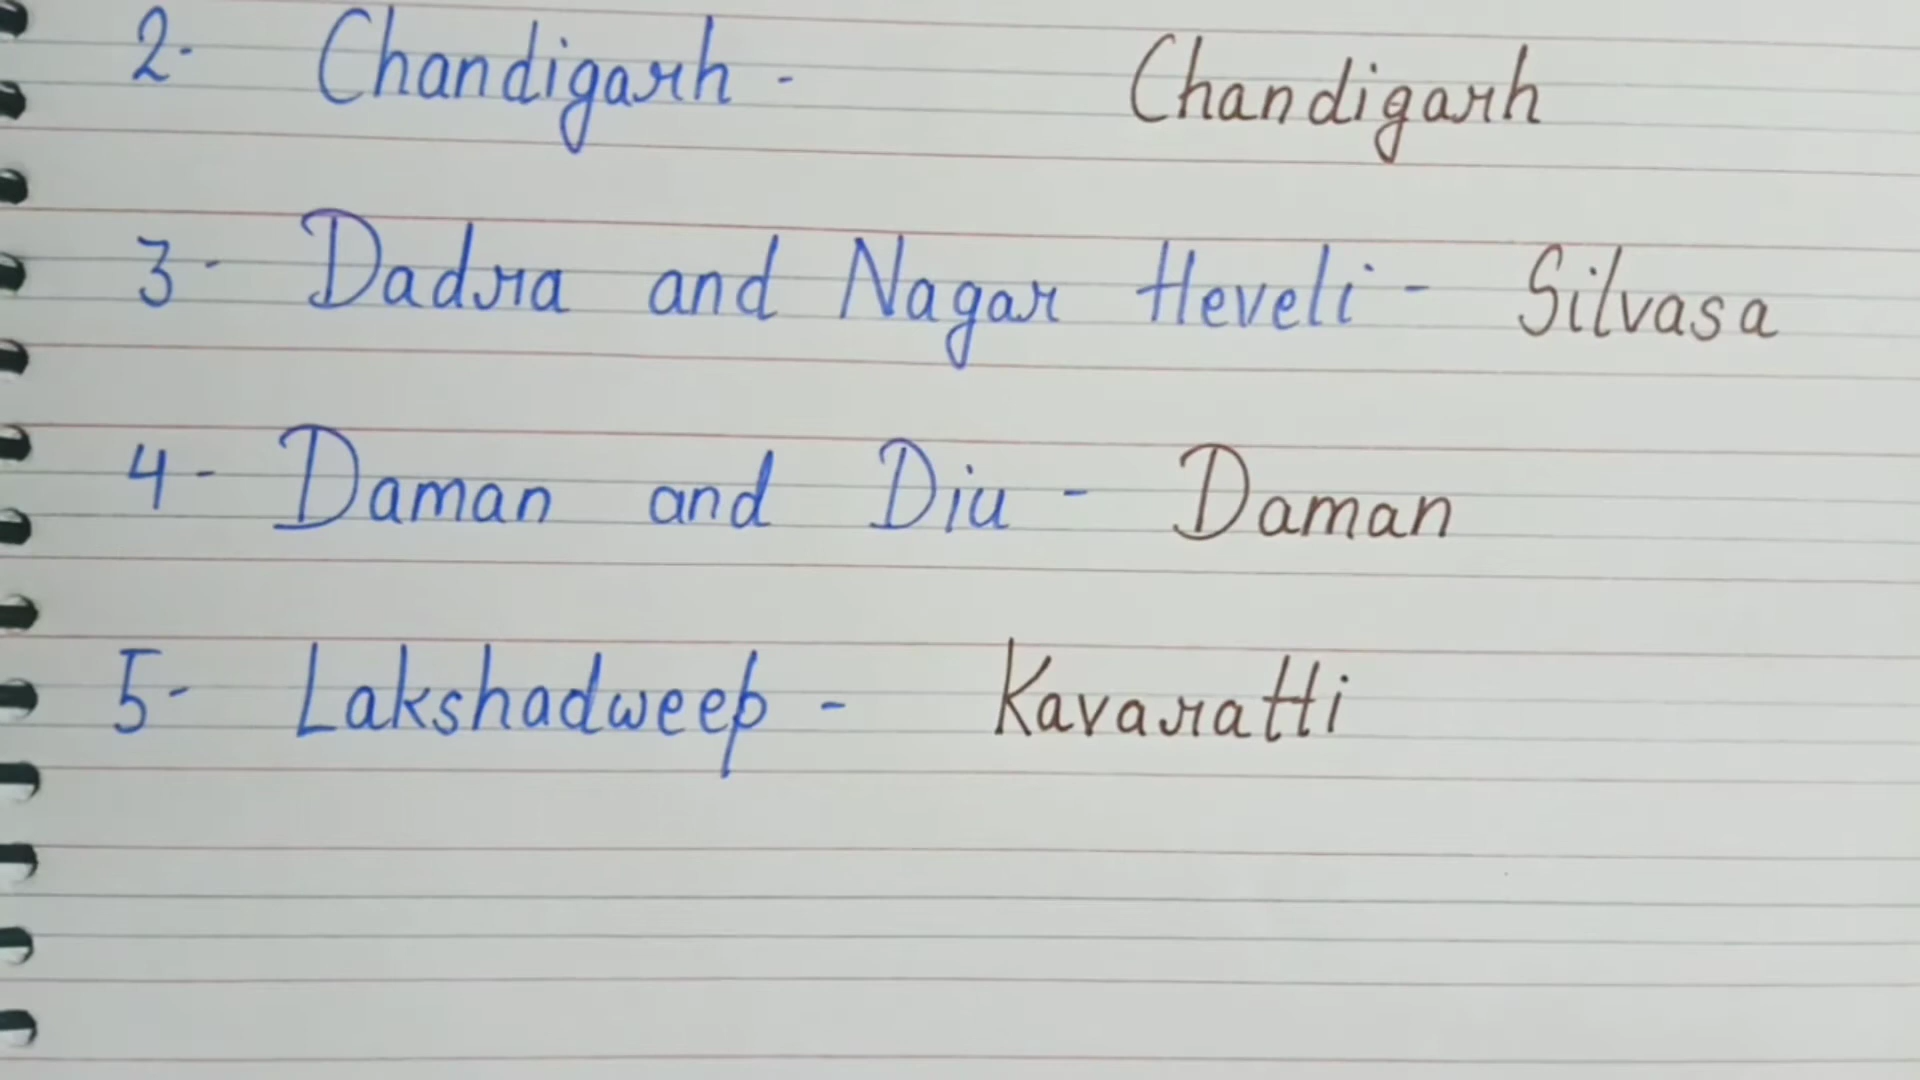 2- Chandigarh - Chandigarh
3- Dadra and Nagar Heveli - Silvasa
4- Daman and Diu - Daman
5- Lakshadweep - Kavaratti